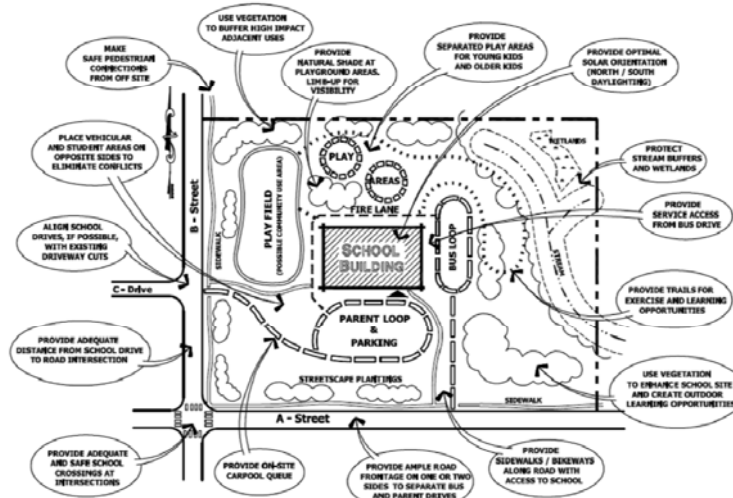 USE VEGETATION
TO BUFFER HIGH IMPACT
ADJACENT USES
MAKE
SAFE PEDESTRIAN
CONNECTIONS
FROM OFF SITE
PROVIDE
NATURAL SHADE AT
PLAYGROUND AREAS.
LIMB-UP FOR
VISIBILITY
PROVIDE
SEPARATED PLAY AREAS
FOR YOUNG KIDS
AND OLDER KIDS
PROVIDE OPTIMAL
SOLAR ORIENTATION
(NORTH / SOUTH
DAYLIGHTING)
PLACE VEHICULAR
AND STUDENT AREAS ON
OPPOSITE SIDES TO
ELIMINATE CONFLICTS
WETLANDS
PROTECT
STREAM BUFFERS
AND WETLANDS
PLAY
AREAS
FIRE LANE
B - Street
SIDEWALK
PLAY FIELD
(POSSIBLE COMMUNITY USE AREA)
SCHOOL
BUILDING
BUS LOOP
STREAM
PROVIDE
SERVICE ACCESS
FROM BUS DRIVE
ALIGN SCHOOL
DRIVES, IF POSSIBLE,
WITH EXISTING
DRIVEWAY CUTS
C - Drive
PARENT LOOP
&
PARKING
PROVIDE TRAILS FOR
EXERCISE AND LEARNING
OPPORTUNITIES
PROVIDE ADEQUATE
DISTANCE FROM SCHOOL DRIVE
TO ROAD INTERSECTION
STREETSCAPE PLANTINGS
SIDEWALK
USE VEGETATION
TO ENHANCE SCHOOL SITE
AND CREATE OUTDOOR
LEARNING OPPORTUNITIES
A - Street
PROVIDE ADEQUATE
AND SAFE SCHOOL
CROSSINGS AT
INTERSECTIONS
PROVIDE ON-SITE
CARPOOL QUEUE
PROVIDE AMPLE ROAD
FRONTAGE ON ONE OR TWO
SIDES TO SEPARATE BUS
AND PARENT DRIVES
PROVIDE
SIDEWALKS / BIKEWAYS
ALONG ROAD WITH
ACCESS TO SCHOOL